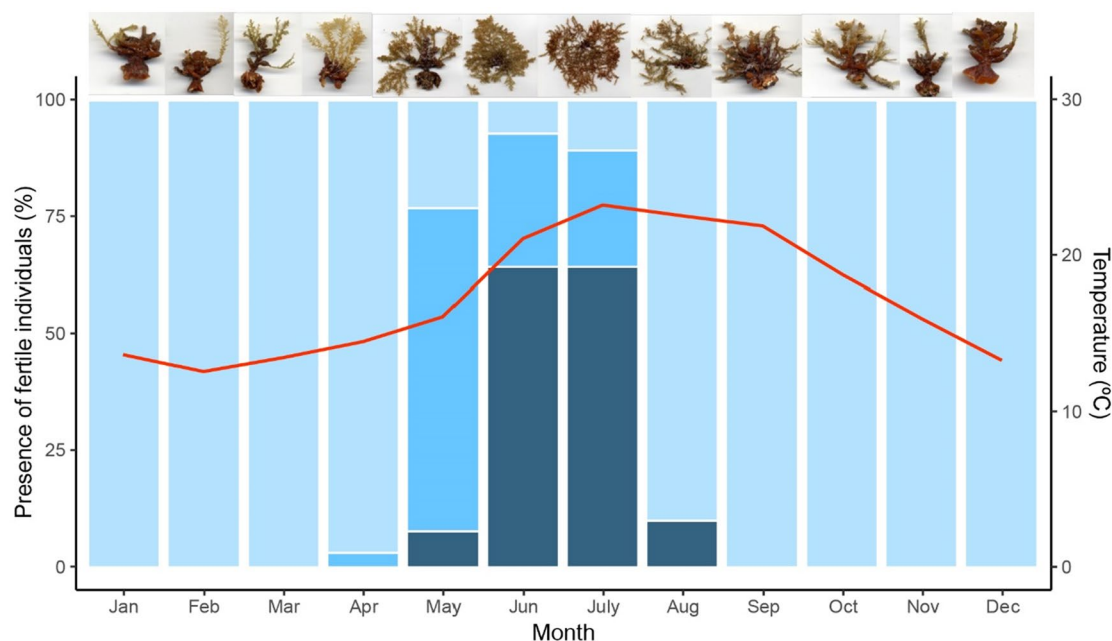 Presence of fertile individuals (%)
100
75
50
25
0
30
20
10
0
Temperature (ºC)
Jan Feb Mar Apr May Jun July Aug Sep Oct Nov Dec
Month